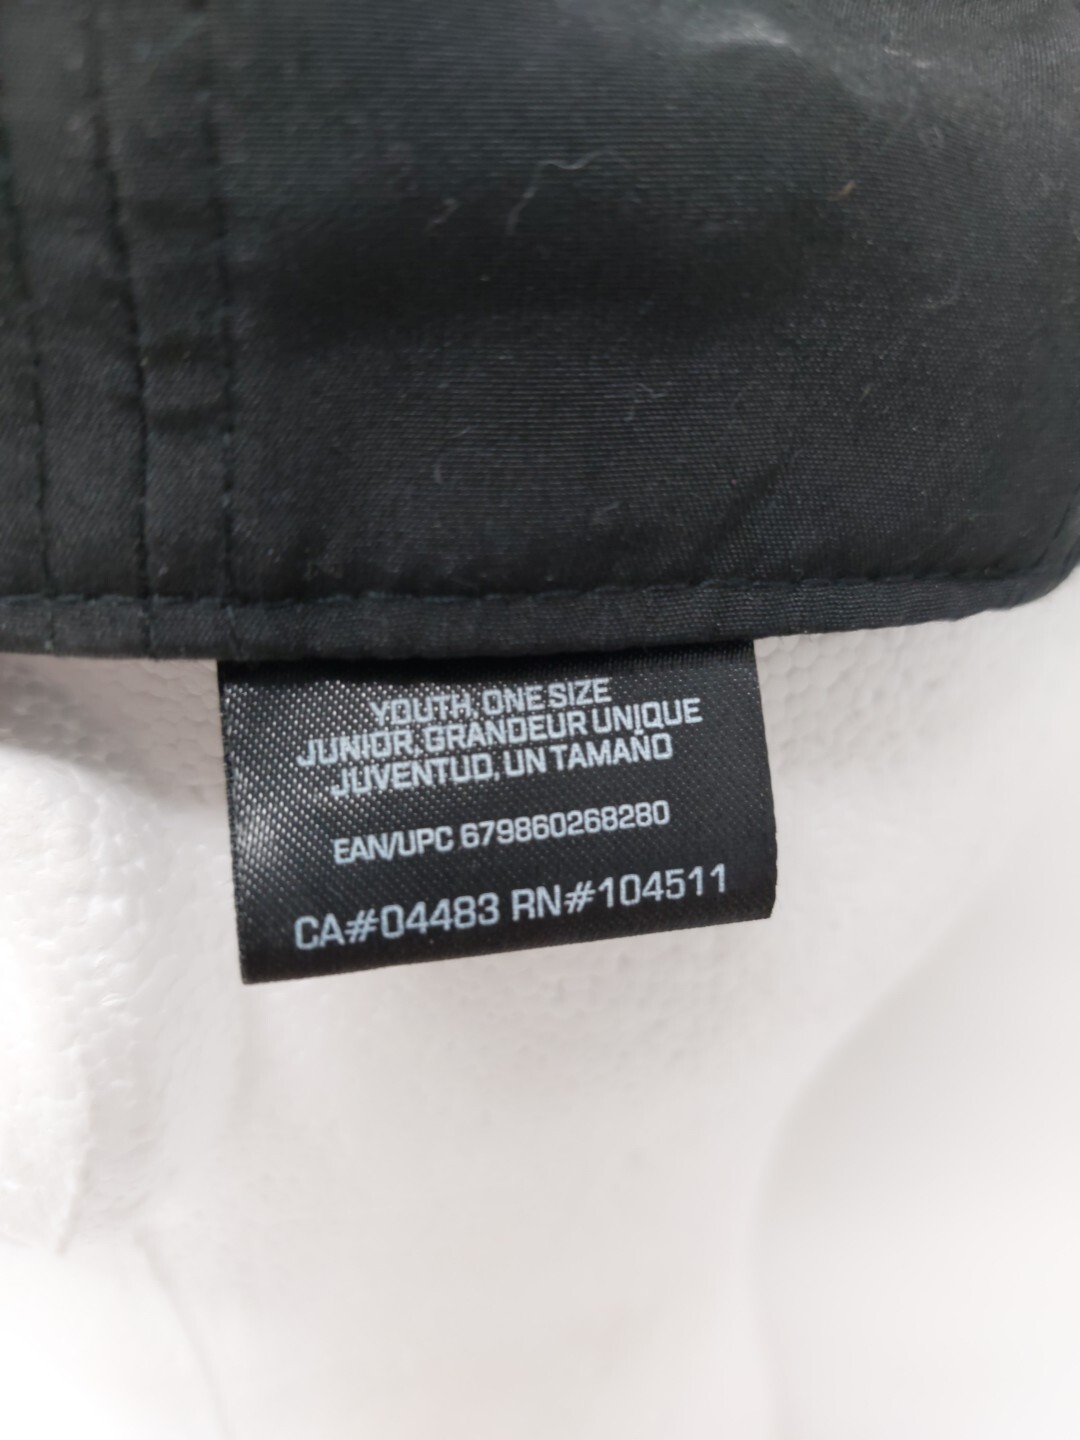 YOUTH, ONE SIZE
JUNIOR, GRANDEUR UNIQUE
JUVENTUD, UN TAMAÑO
EAN/UPC 679860268280
CA#04483 RN#104511